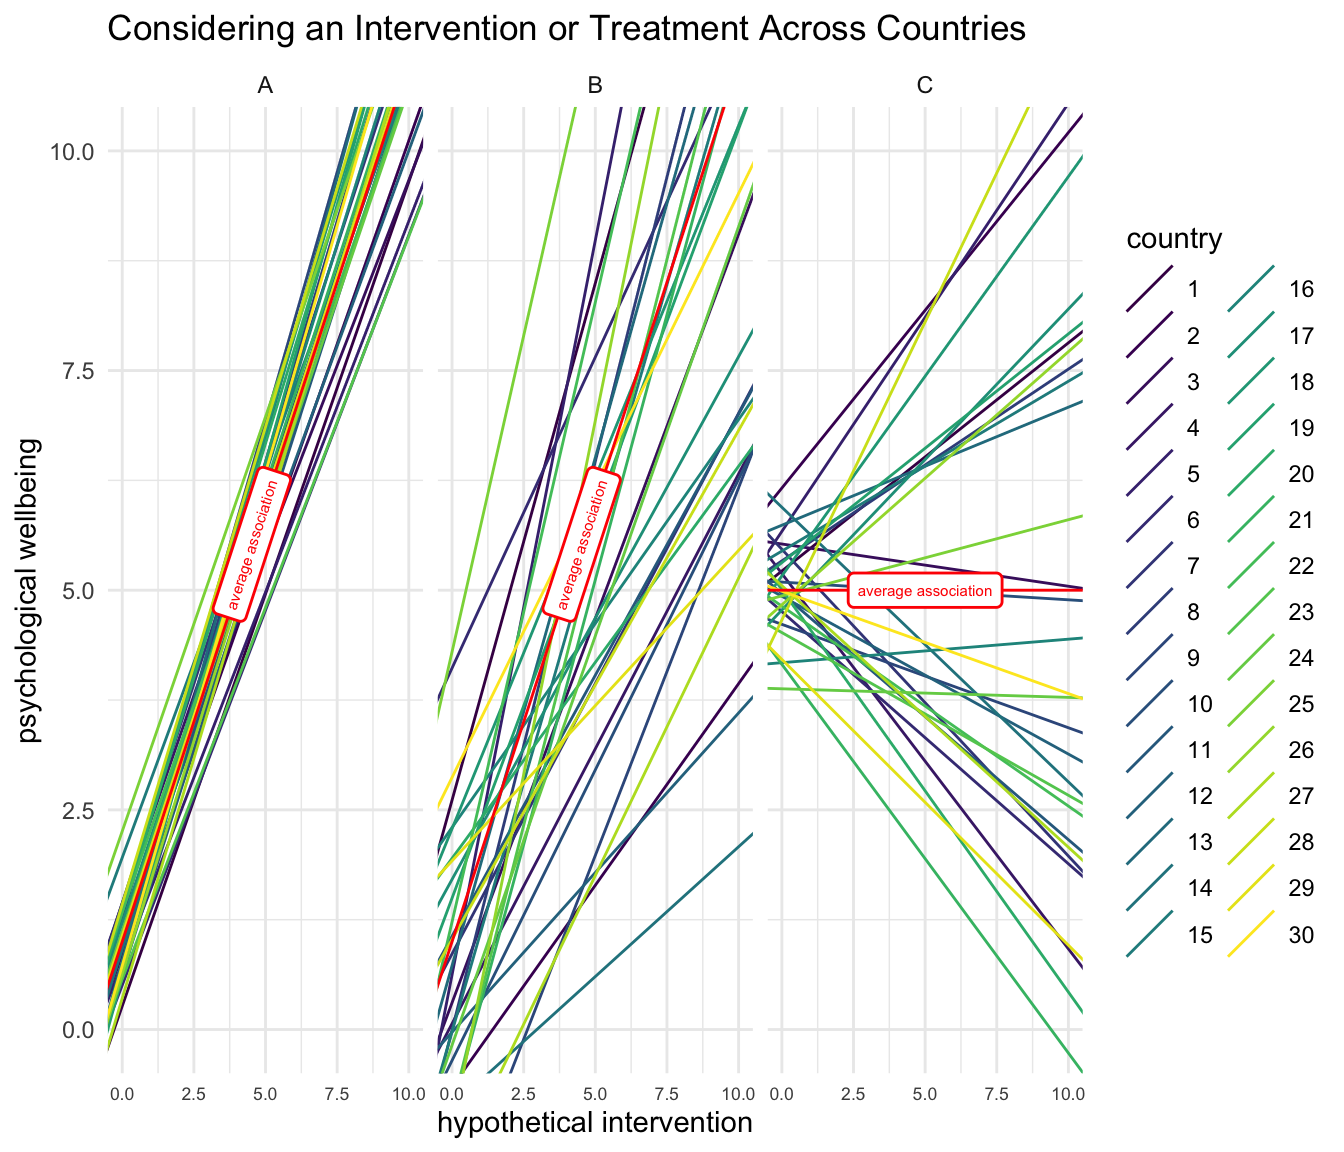 Considering an Intervention or Treatment Across Countries
A B C
10.0
7.5
5.0
2.5
0.0
psychological wellbeing
average association
average association
average association
0.0 2.5 5.0 7.5 10.0 0.0 2.5 5.0 7.5 10.0 0.0 2.5 5.0 7.5 10.0
hypothetical intervention
country
1 16
2 17
3 18
4 19
5 20
6 21
7 22
8 23
9 24
10 25
11 26
12 27
13 28
14 29
15 30